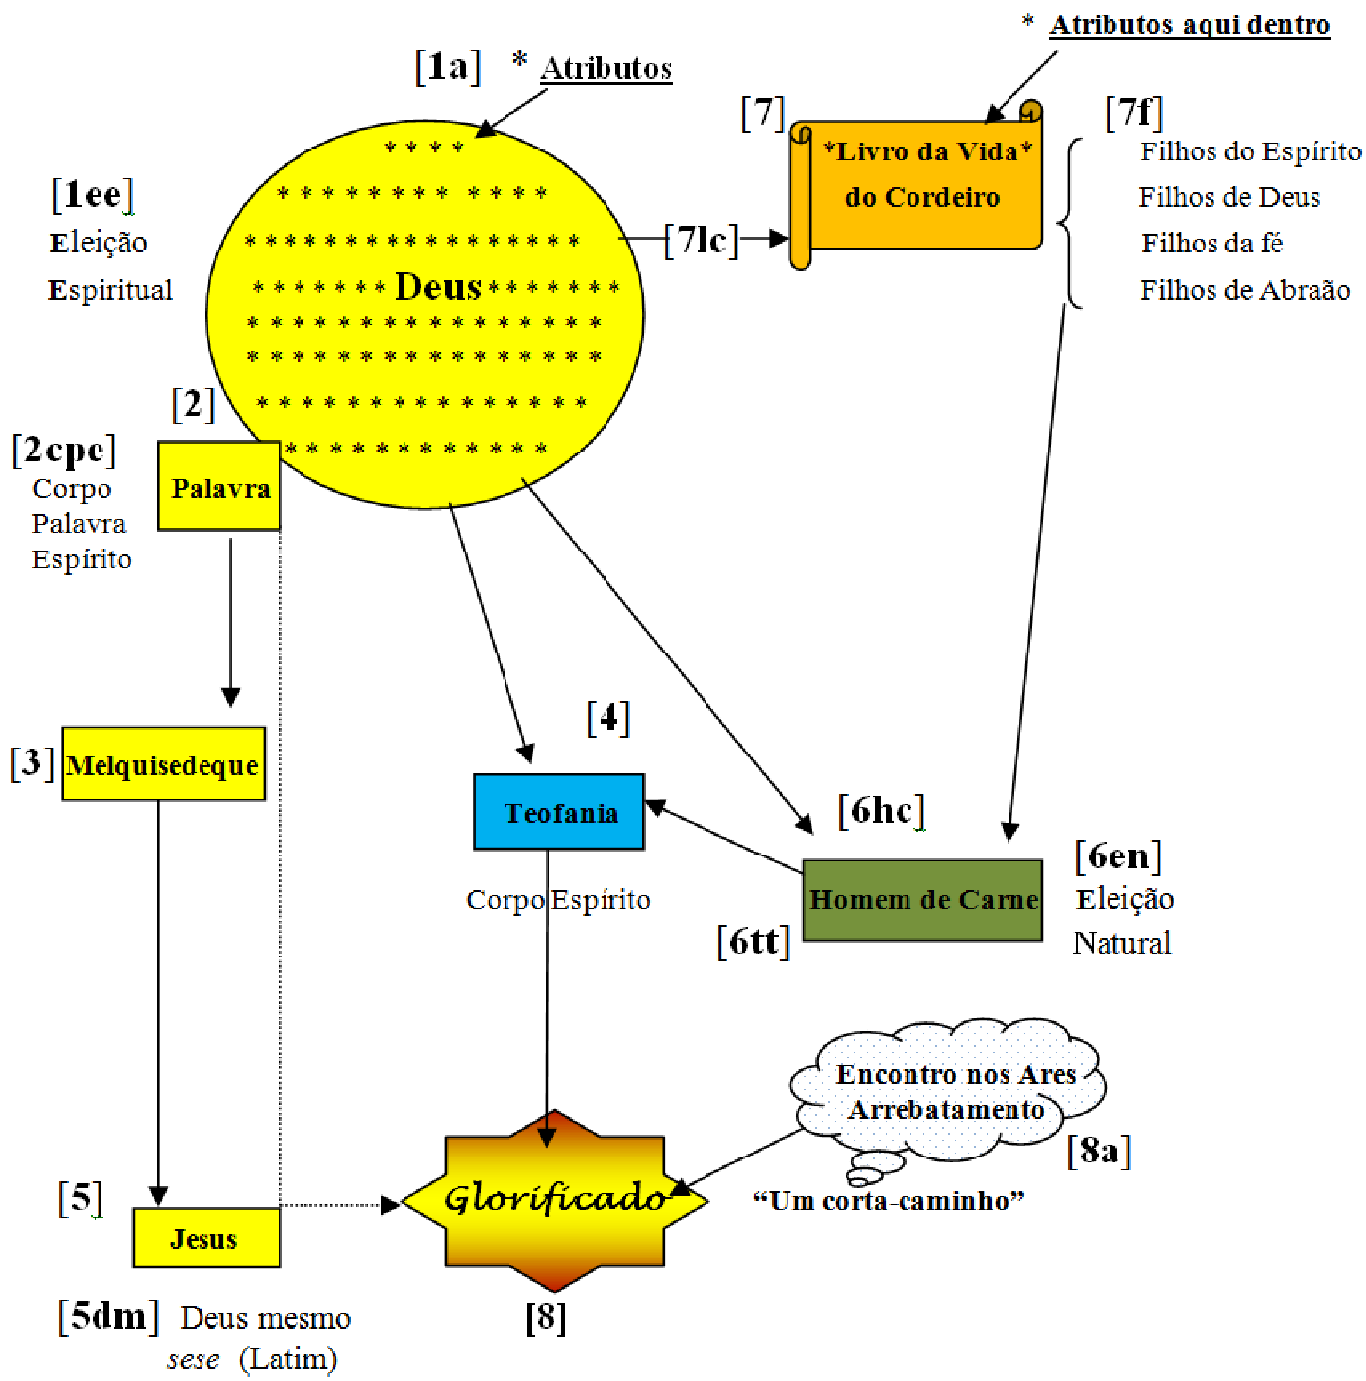 * Atributos aqui dentro
[1a] * Atributos
[7]
[7f]
* * * *
*Livro da Vida*
do Cordeiro
Filhos do Espírito
Filhos de Deus
Filhos da fé
Filhos de Abraão
[1ee]
Eleição
Espiritual
* * * * * * * * * * * *
* * * * * * * * * * * * * * * *
[7lc]
* * * * * * * Deus * * * * * * *
* * * * * * * * * * * * * * * * *
* * * * * * * * * * * * * * * * *
* * * * * * * * * * * * * * *
* * * * * * * * * * * *
[2]
[2cpc]
Corpo
Palavra
Espírito
Palavra
[3] Melquisedeque
[4]
Teofania
Corpo Espírito
[6hc]
Homem de Carne
[6tt]
[6en]
Eleição
Natural
Encontro nos Ares
Arrebatamento
[8a]
“Um corta-caminho”
[5]
Jesus
Glorificado
[8]
[5dm] Deus mesmo
sese (Latim)